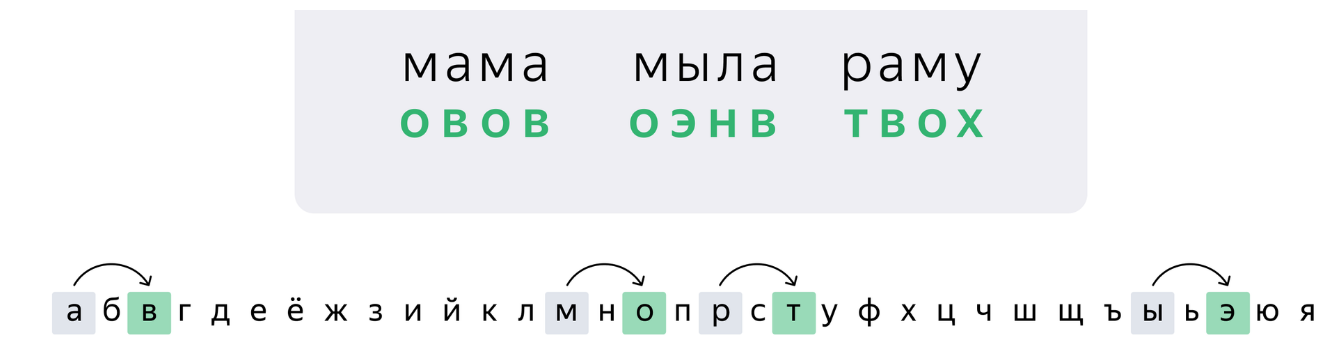 мама мыла раму
ОВОВ ОЭНВ ТВОХ
а б в г д е ё ж з и й к л м н о п р с т у ф х ц ч ш щ ъ ы ь э ю я